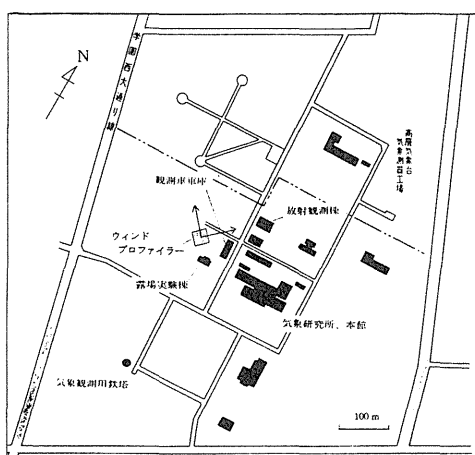 N
学園西大通り線
高層気象台
気象測器工場
観測車車庫
放射観測棟
ウィンド
プロファイラー
露場実験棟
気象研究所、本館
気象観測用鉄塔
100 m